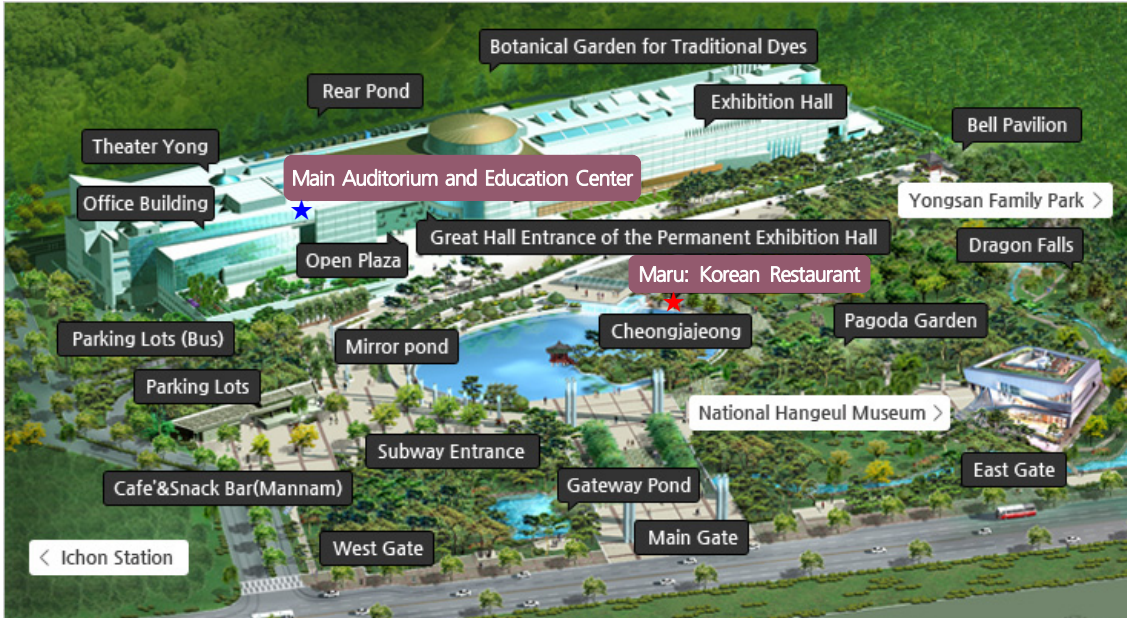 Botanical Garden for Traditional Dyes
Rear Pond
Exhibition Hall
Bell Pavilion
Theater Yong
Main Auditorium and Education Center
Office Building
Yongsan Family Park >
Great Hall Entrance of the Permanent Exhibition Hall
Dragon Falls
Open Plaza
Maru: Korean Restaurant
Pagoda Garden
Cheongjajeong
Parking Lots (Bus)
Mirror pond
Parking Lots
National Hangeul Museum >
Subway Entrance
East Gate
Cafe'&Snack Bar(Mannam)
Gateway Pond
Main Gate
West Gate
< Ichon Station